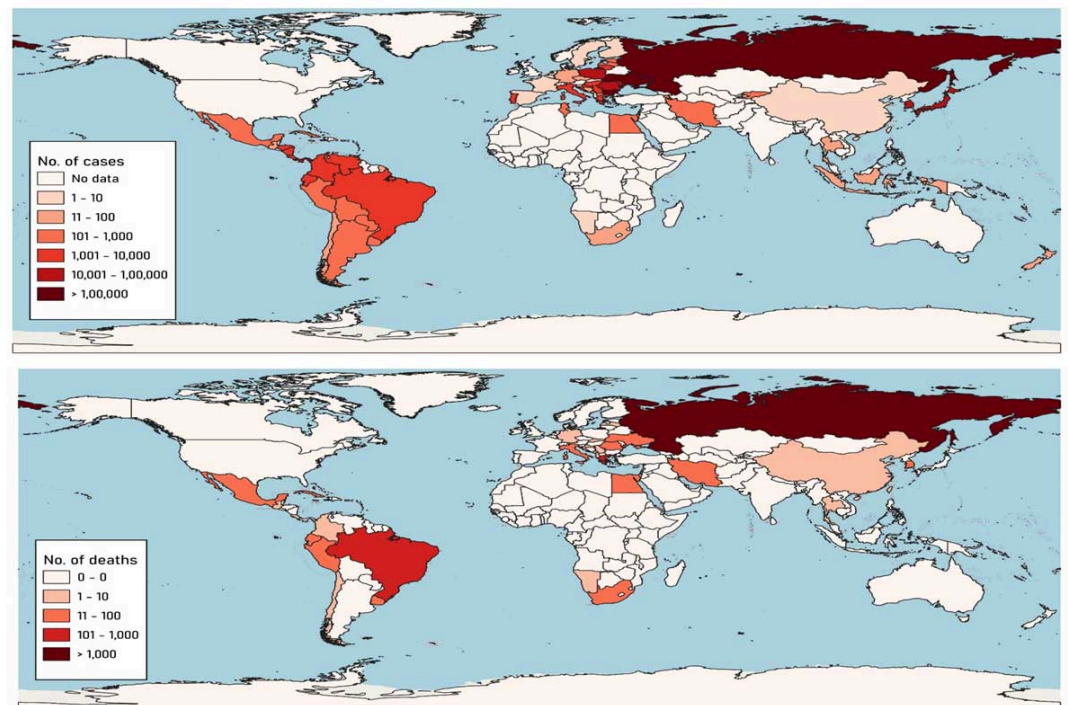 No. of cases
No data
1 - 10
11 - 100
101 - 1,000
1,001 - 10,000
10,001 - 1,00,000
> 1,00,000
No. of deaths
0 - 0
1 - 10
11 - 100
101 - 1,000
> 1,000